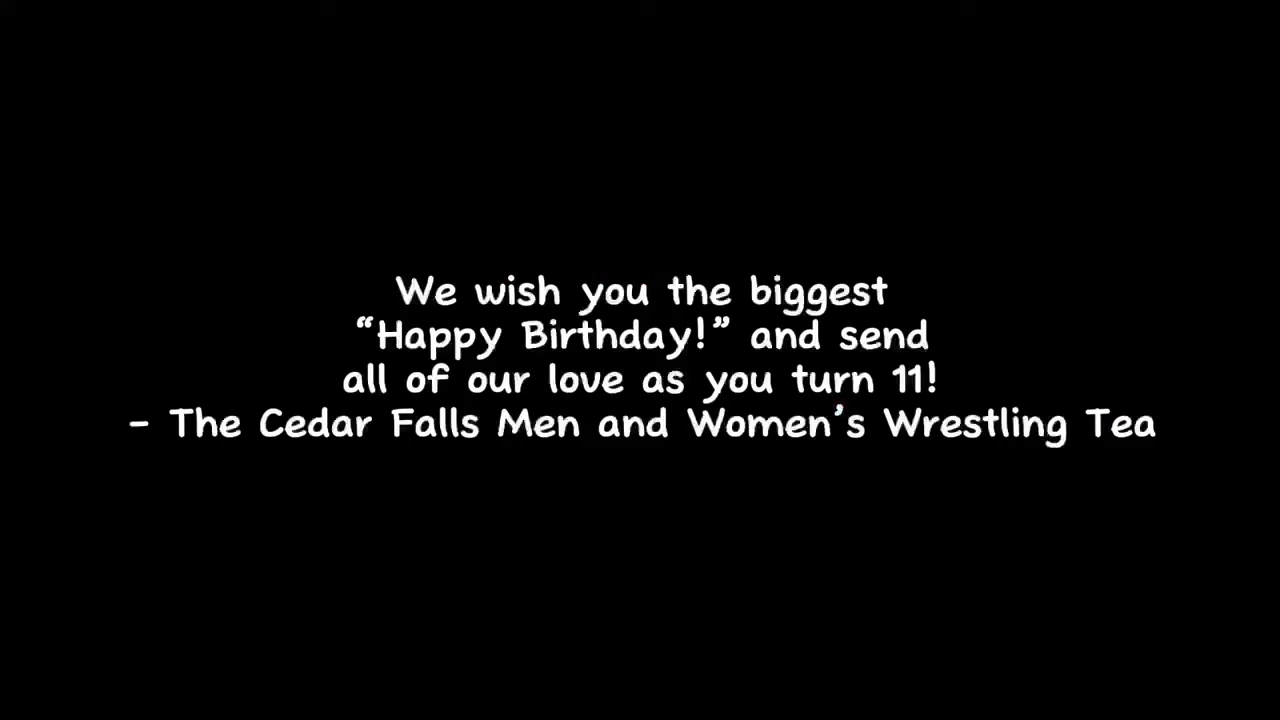 We wish you the biggest
“Happy Birthday!” and send
all of our love as you turn 11!
- The Cedar Falls Men and Women’s Wrestling Tea